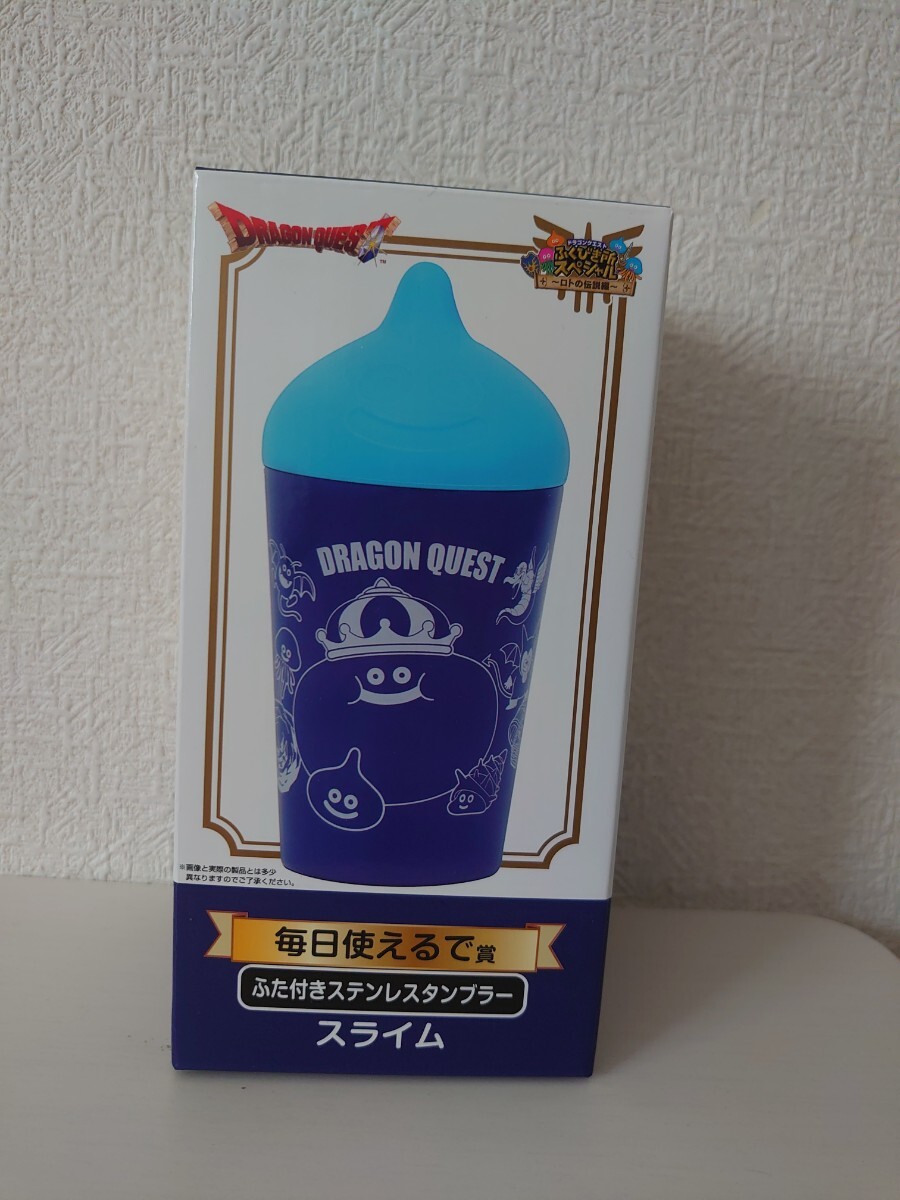 DRAGON QUEST
TM
ドラゴンクエスト
ふくびき所
スペシャル
～ロトの伝説編～
DRAGON QUEST
※画像と実際の製品とは多少
異なりますのでご了承ください。
毎日使えるで賞
ふた付きステンレスタンブラー
スライム